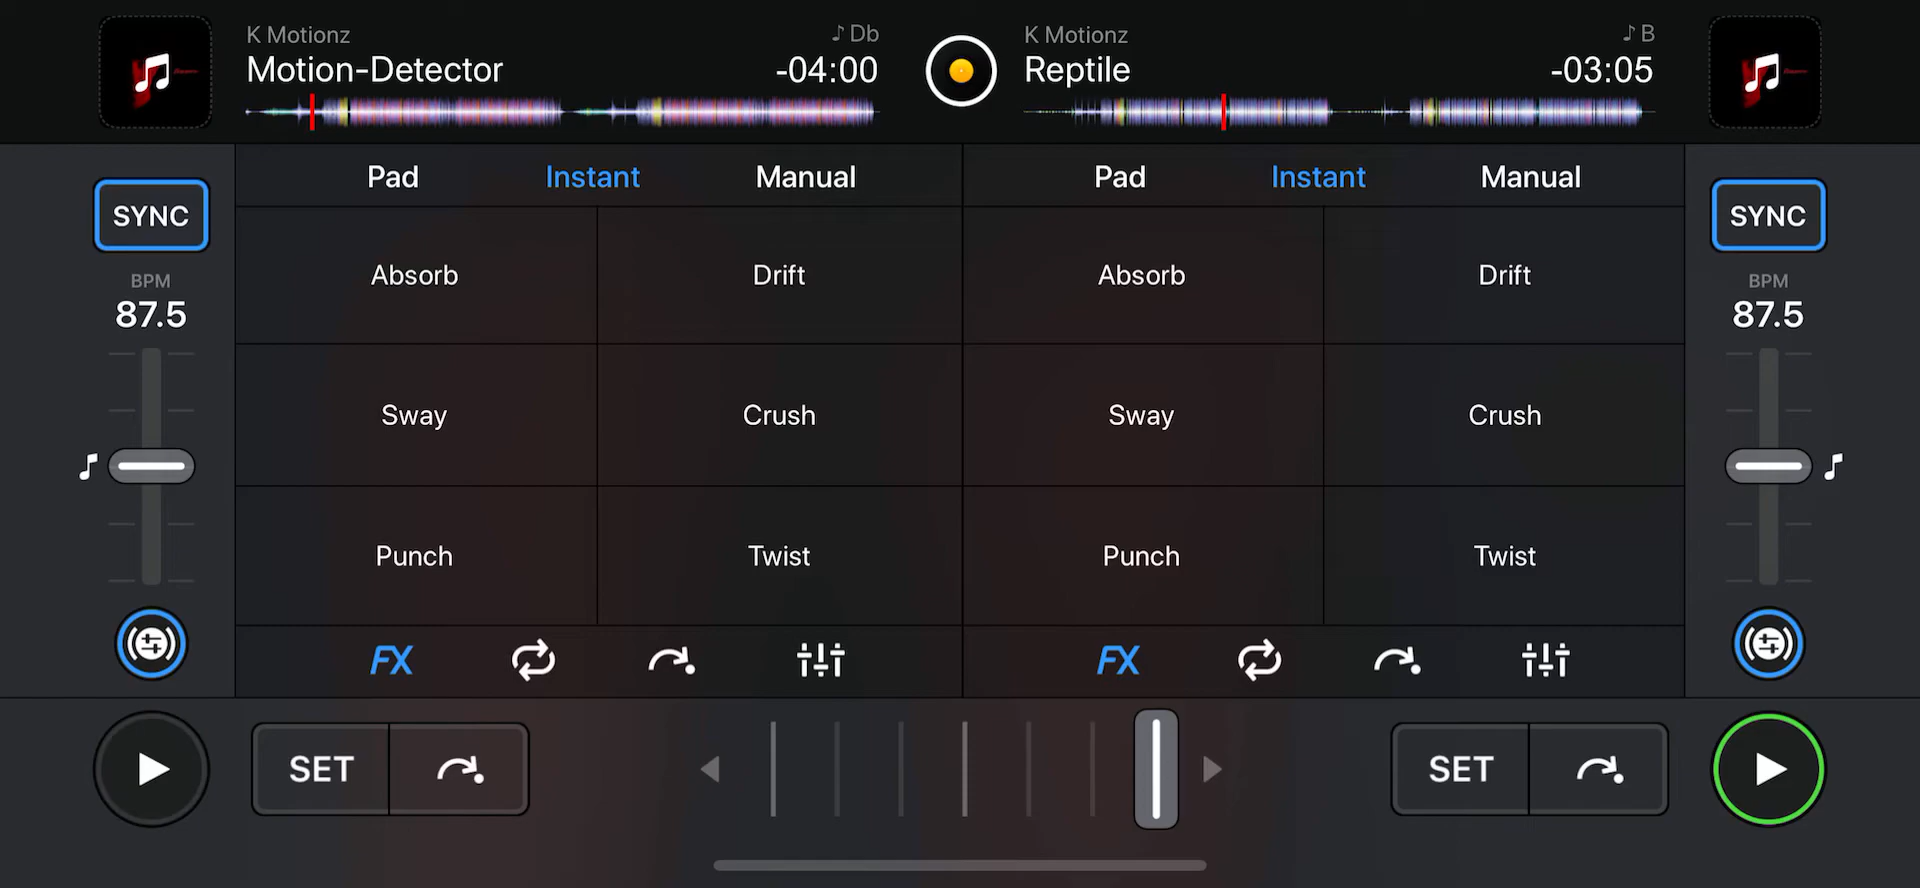 K Motionz
♪ Db
Motion-Detector
-04:00
K Motionz
♪ B
Reptile
-03:05
SYNC
BPM
87.5
Pad Instant Manual
Absorb Drift
Sway Crush
Punch Twist
FX
Pad Instant Manual
Absorb Drift
Sway Crush
Punch Twist
FX
SYNC
BPM
87.5
SET
SET